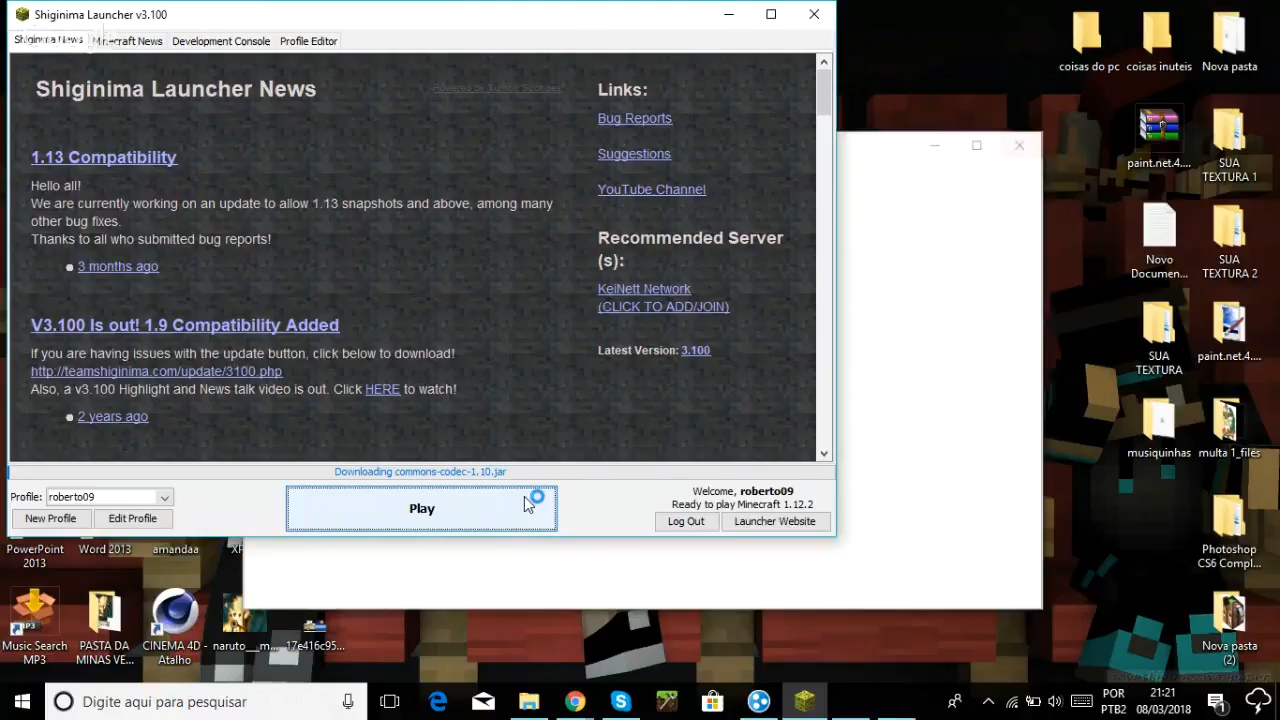 Shiginima Launcher v3.100
Shiginima News
Minecraft News
Development Console
Profile Editor
Shiginima Launcher News
1.13 Compatibility
Hello all!
We are currently working on an update to allow 1.13 snapshots and above, among many
other bug fixes.
Thanks to all who submitted bug reports!
3 months ago
V3.100 Is out! 1.9 Compatibility Added
If you are having issues with the update button, click below to download!
http://teamshiginima.com/update/3100.php
Also, a v3.100 Highlight and News talk video is out. Click HERE to watch!
2 years ago
Links:
Bug Reports
Suggestions
YouTube Channel
Recommended Server
(s):
KeiNett Network
(CLICK TO ADD/JOIN)
Latest Version: 3.100
Downloading commons-codec-1.10.jar
Profile: roberto09
New Profile
Edit Profile
Play
Welcome, roberto09
Ready to play Minecraft 1.12.2
Log Out
Launcher Website
coisas do pc
coisas inuteis
Nova pasta
paint.net.4....
SUA
TEXTURA 1
Novo
Documen...
SUA
TEXTURA 2
SUA
TEXTURA
paint.net.4....
musiquinhas
multa 1_files
Photoshop
CS6 Compl...
Nova pasta
(2)
PowerPoint
2013
Word 2013
amandaa
Music Search
MP3
PASTA DA
MINAS VE...
CINEMA 4D -
Atalho
naruto__m...
17e416c95...
Digite aqui para pesquisar
POR
PTB2
21:21
08/03/2018
1